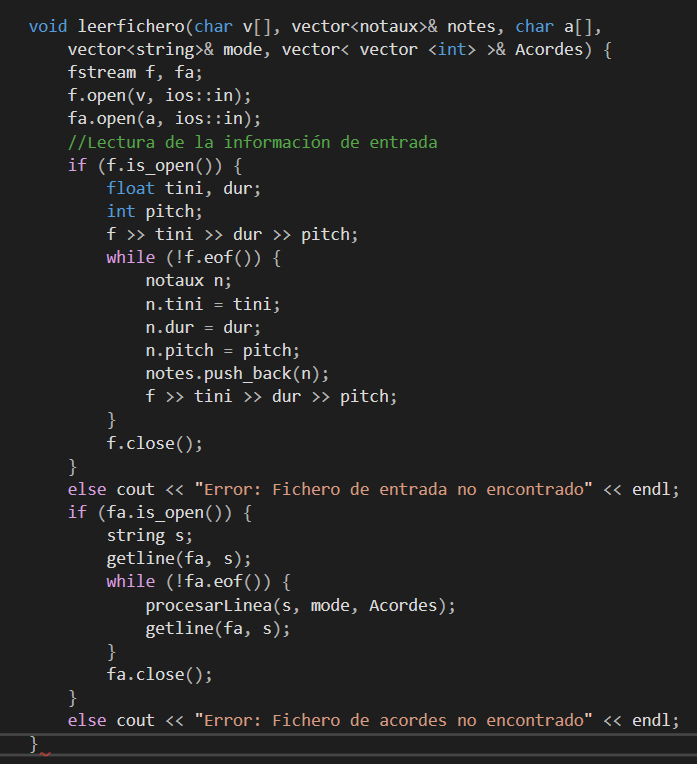 void leerfichero(char v[], vector<notaux>& notes, char a[],
    vector<string>& mode, vector< vector <int> >& Acordes) {
    fstream f, fa;
    f.open(v, ios::in);
    fa.open(a, ios::in);
    //Lectura de la información de entrada
    if (f.is_open()) {
        float tini, dur;
        int pitch;
        f >> tini >> dur >> pitch;
        while (!f.eof()) {
            notaux n;
            n.tini = tini;
            n.dur = dur;
            n.pitch = pitch;
            notes.push_back(n);
            f >> tini >> dur >> pitch;
        }
        f.close();
    }
    else cout << "Error: Fichero de entrada no encontrado" << endl;
    if (fa.is_open()) {
        string s;
        getline(fa, s);
        while (!fa.eof()) {
            procesarLinea(s, mode, Acordes);
            getline(fa, s);
        }
        fa.close();
    }
    else cout << "Error: Fichero de acordes no encontrado" << endl;
}